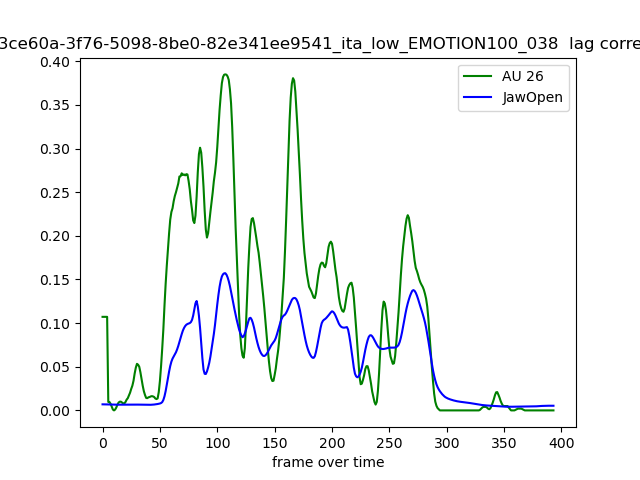 3ce60a-3f76-5098-8be0-82e341ee9541_ita_low_EMOTION100_038 lag corre
0.40
0.35
0.30
0.25
0.20
0.15
0.10
0.05
0.00
AU 26
JawOpen
0 50 100 150 200 250 300 350 400
frame over time